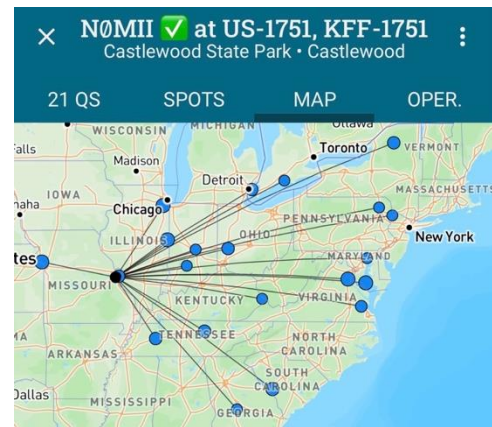 N0MII ✅ at US-1751, KFF-1751
Castlewood State Park • Castlewood
21 QS SPOTS MAP OPER.
WISCONSIN
MICHIGAN
Ottawa
Falls
Madison
Toronto
VERMONT
Detroit
MASSACHUSETTS
IOWA
maha
Chicago
PENNSYLVANIA
New York
ILLINOIS
OHIO
tes
MARYLAND
MISSOURI
KENTUCKY
VIRGINIA
TENNESSEE
NORTH
CAROLINA
MA
ARKANSAS
SOUTH
CAROLINA
Dallas
MISSISSIPPI
GEORGIA